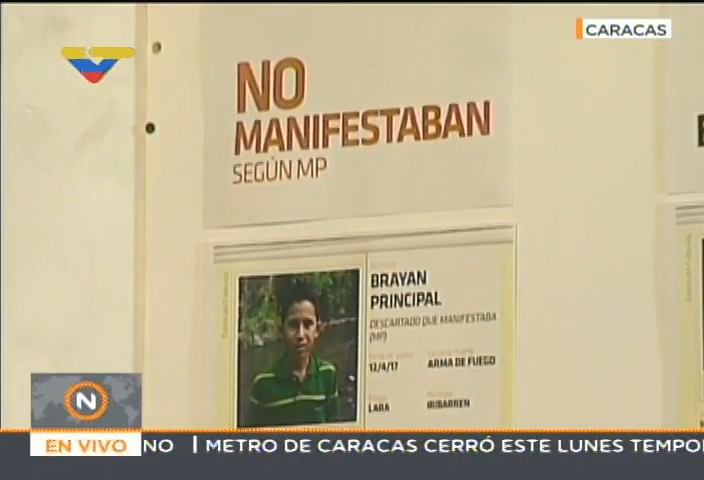 CARACAS
NO
MANIFESTABAN
SEGÚN MP
BRAYAN
PRINCIPAL
DESCARTADO QUE MANIFESTABA
(MP)
12/4/17 ARMA DE FUEGO
LARA IRIBARREN
N
EN VIVO NO | METRO DE CARACAS CERRÓ ESTE LUNES TEMPO